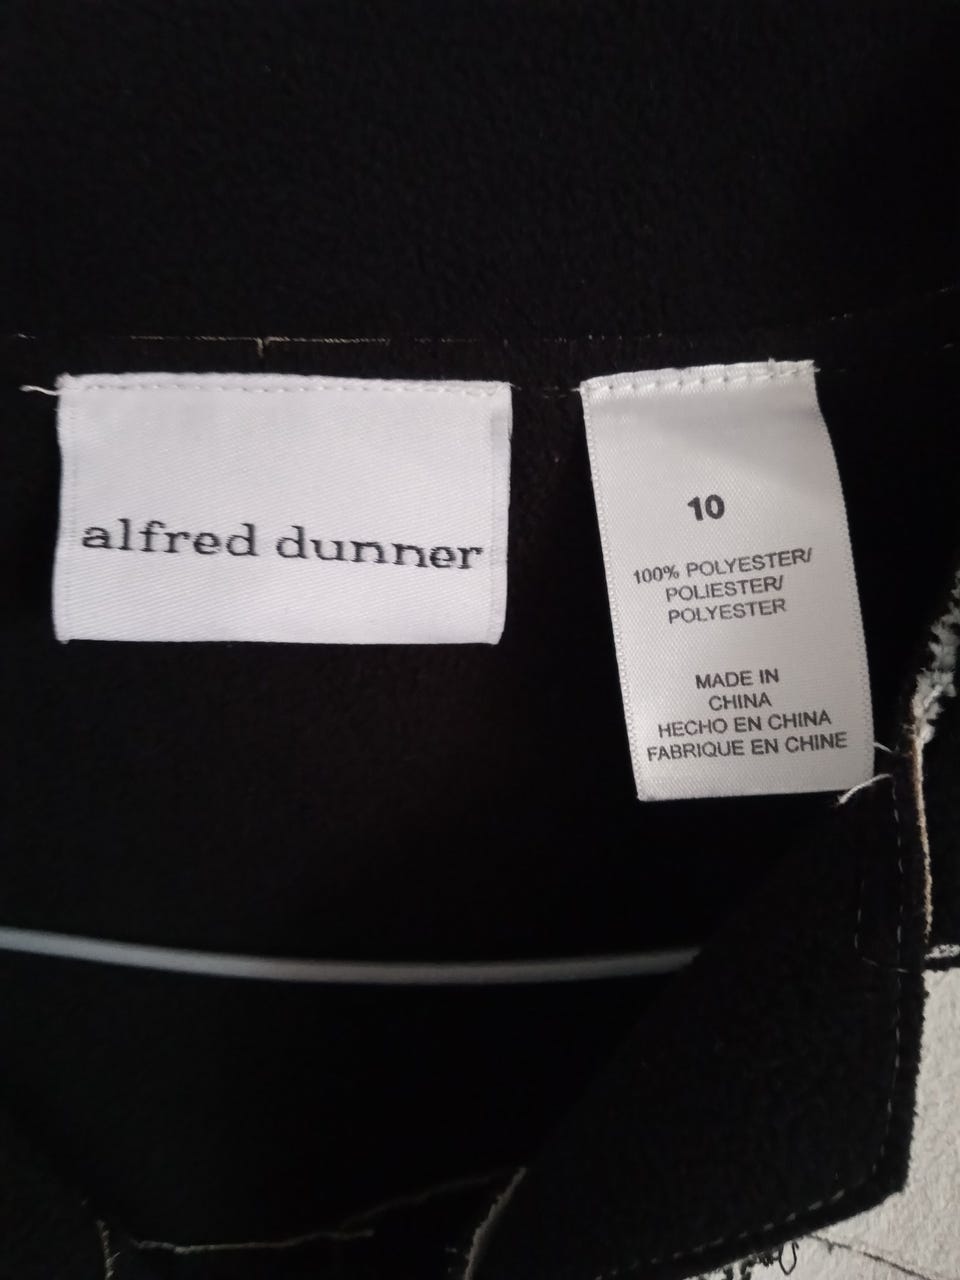 alfred dunner
10
100% POLYESTER/
POLIESTER/
POLYESTER
MADE IN
CHINA
HECHO EN CHINA
FABRIQUE EN CHINE